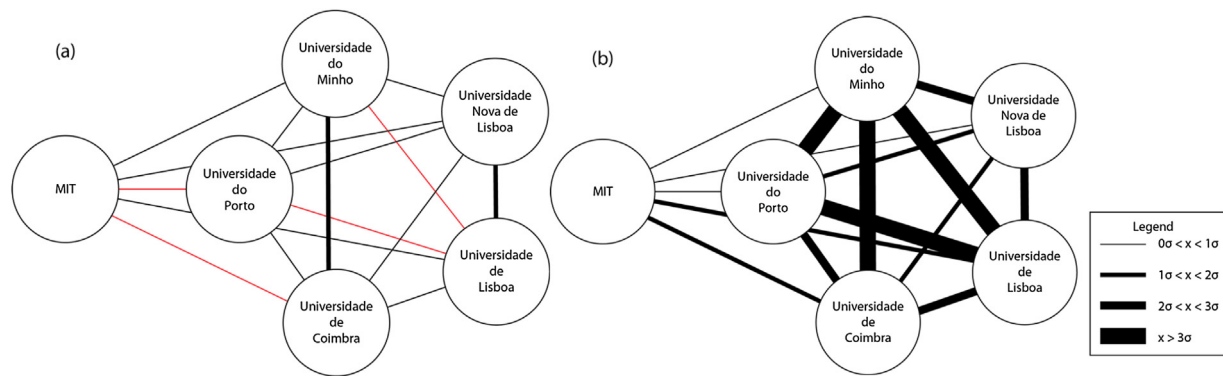 (a)
Universidade
do
Minho
Universidade
Nova de
Lisboa
MIT
Universidade
do
Porto
Universidade
de
Lisboa
Universidade
de
Coimbra
(b)
Universidade
do
Minho
Universidade
Nova de
Lisboa
MIT
Universidade
do
Porto
Universidade
de
Lisboa
Universidade
de
Coimbra
Legend
0σ < x < 1σ
1σ < x < 2σ
2σ < x < 3σ
x > 3σ